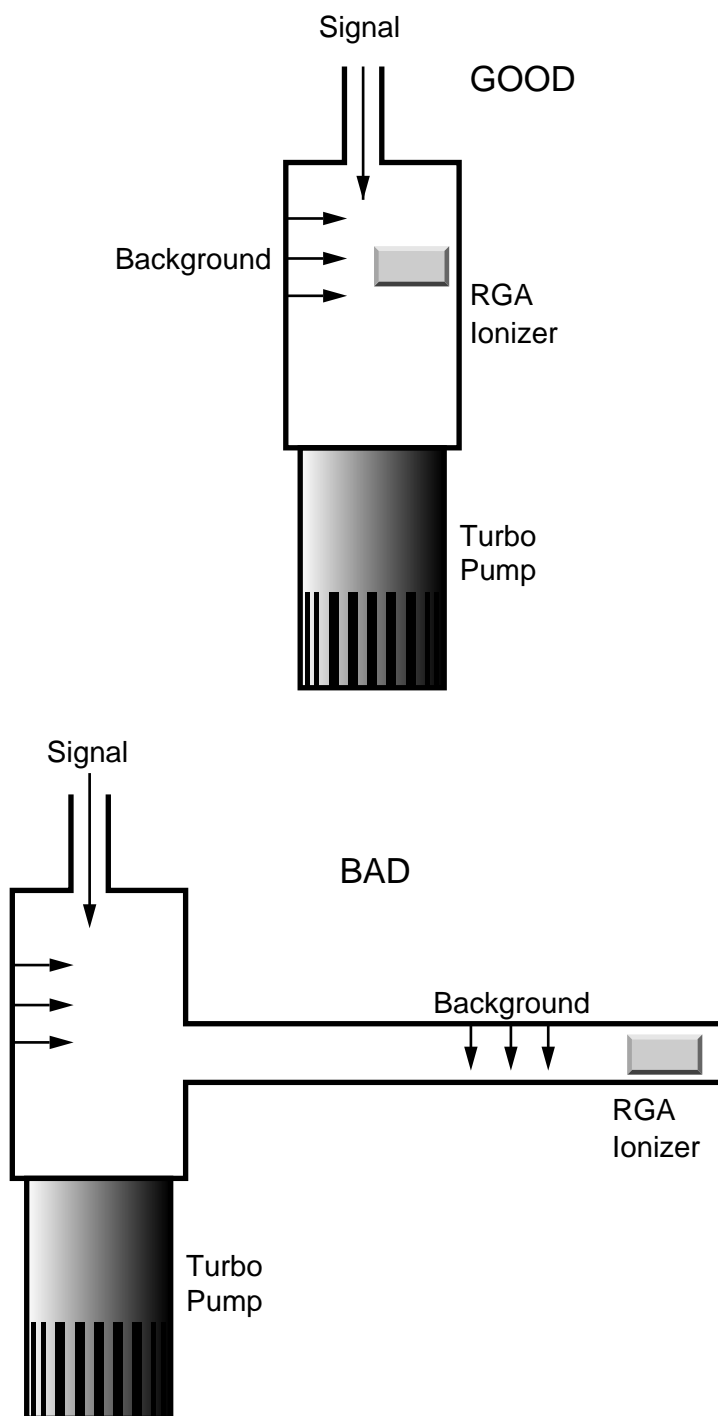 Signal
GOOD
Background
RGA
Ionizer
Turbo
Pump
Signal
BAD
Background
RGA
Ionizer
Turbo
Pump